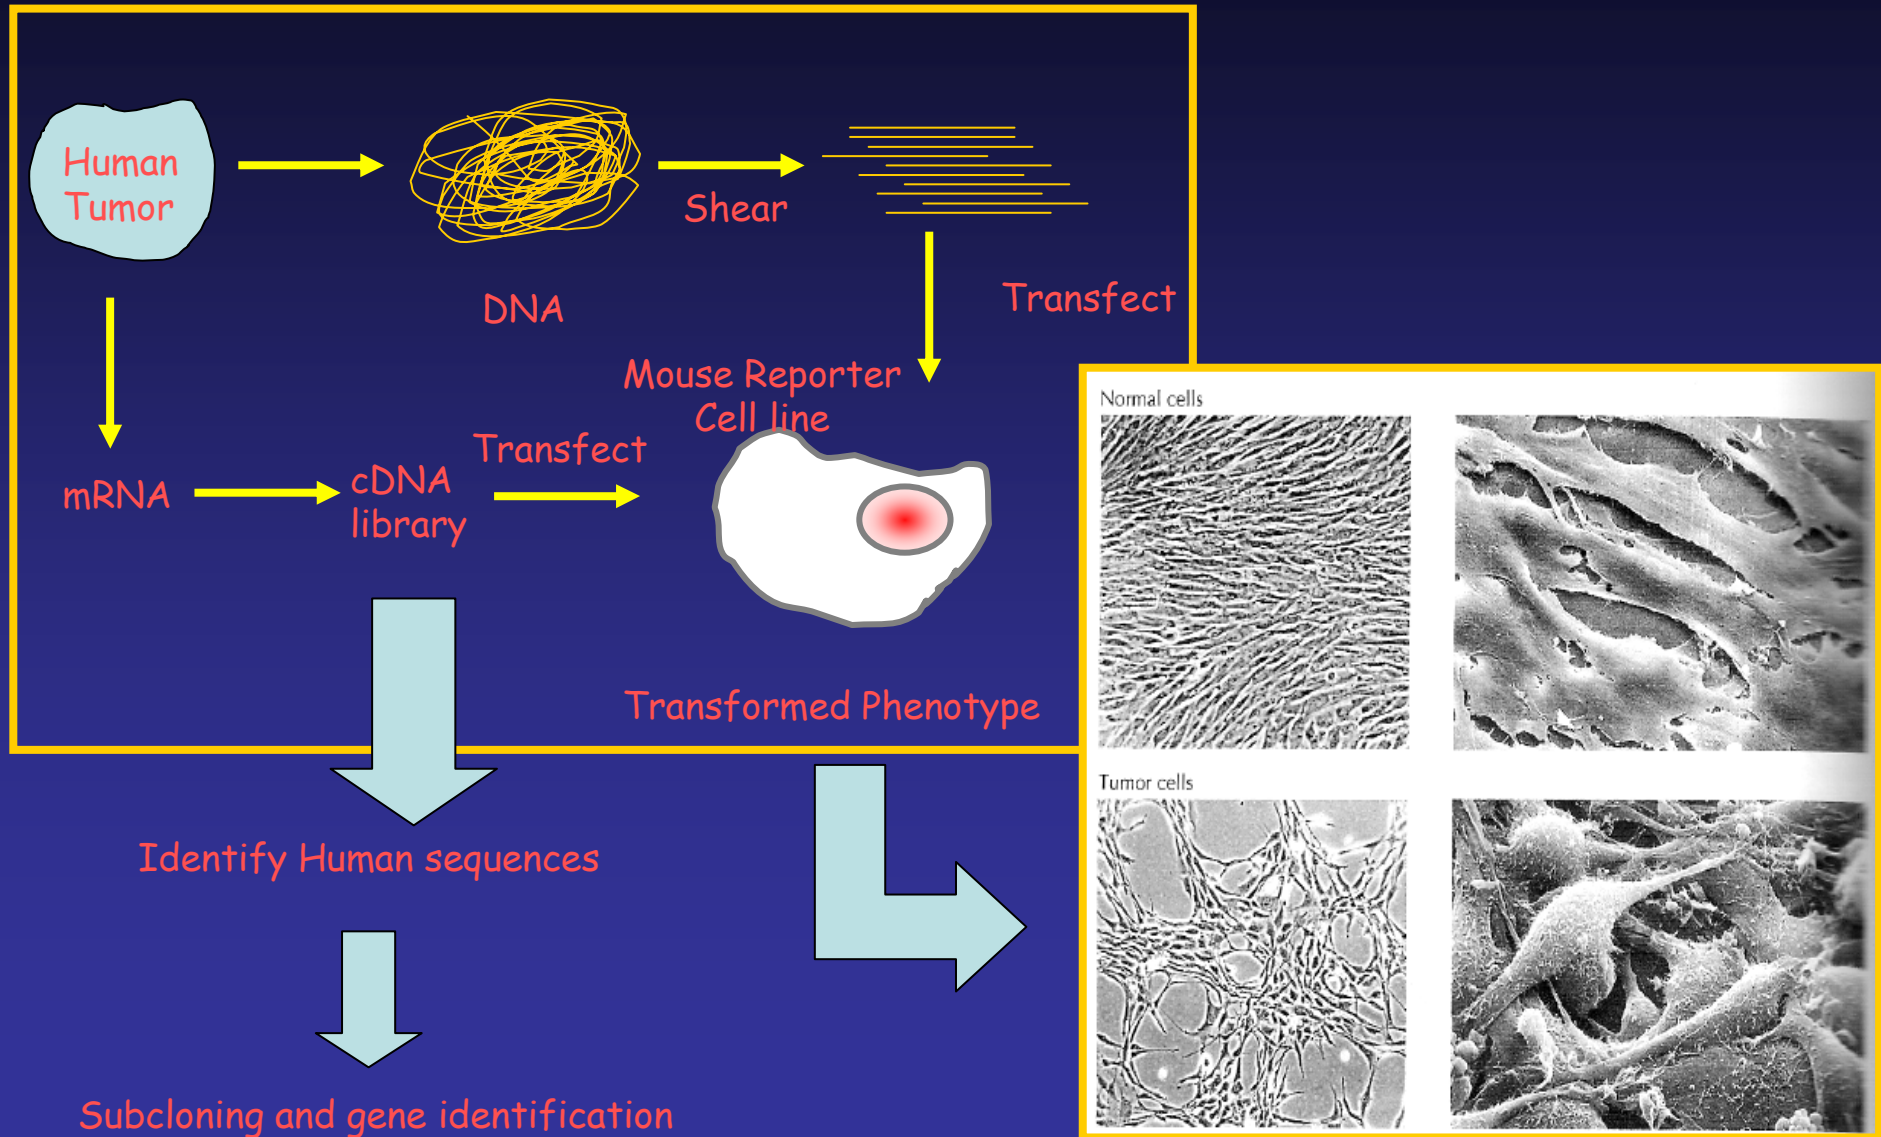 Human
Tumor
Shear
DNA
Transfect
Mouse Reporter
Cell line
Transfect
mRNA
cDNA
library
Transformed Phenotype
Identify Human sequences
Subcloning and gene identification
Normal cells
Tumor cells